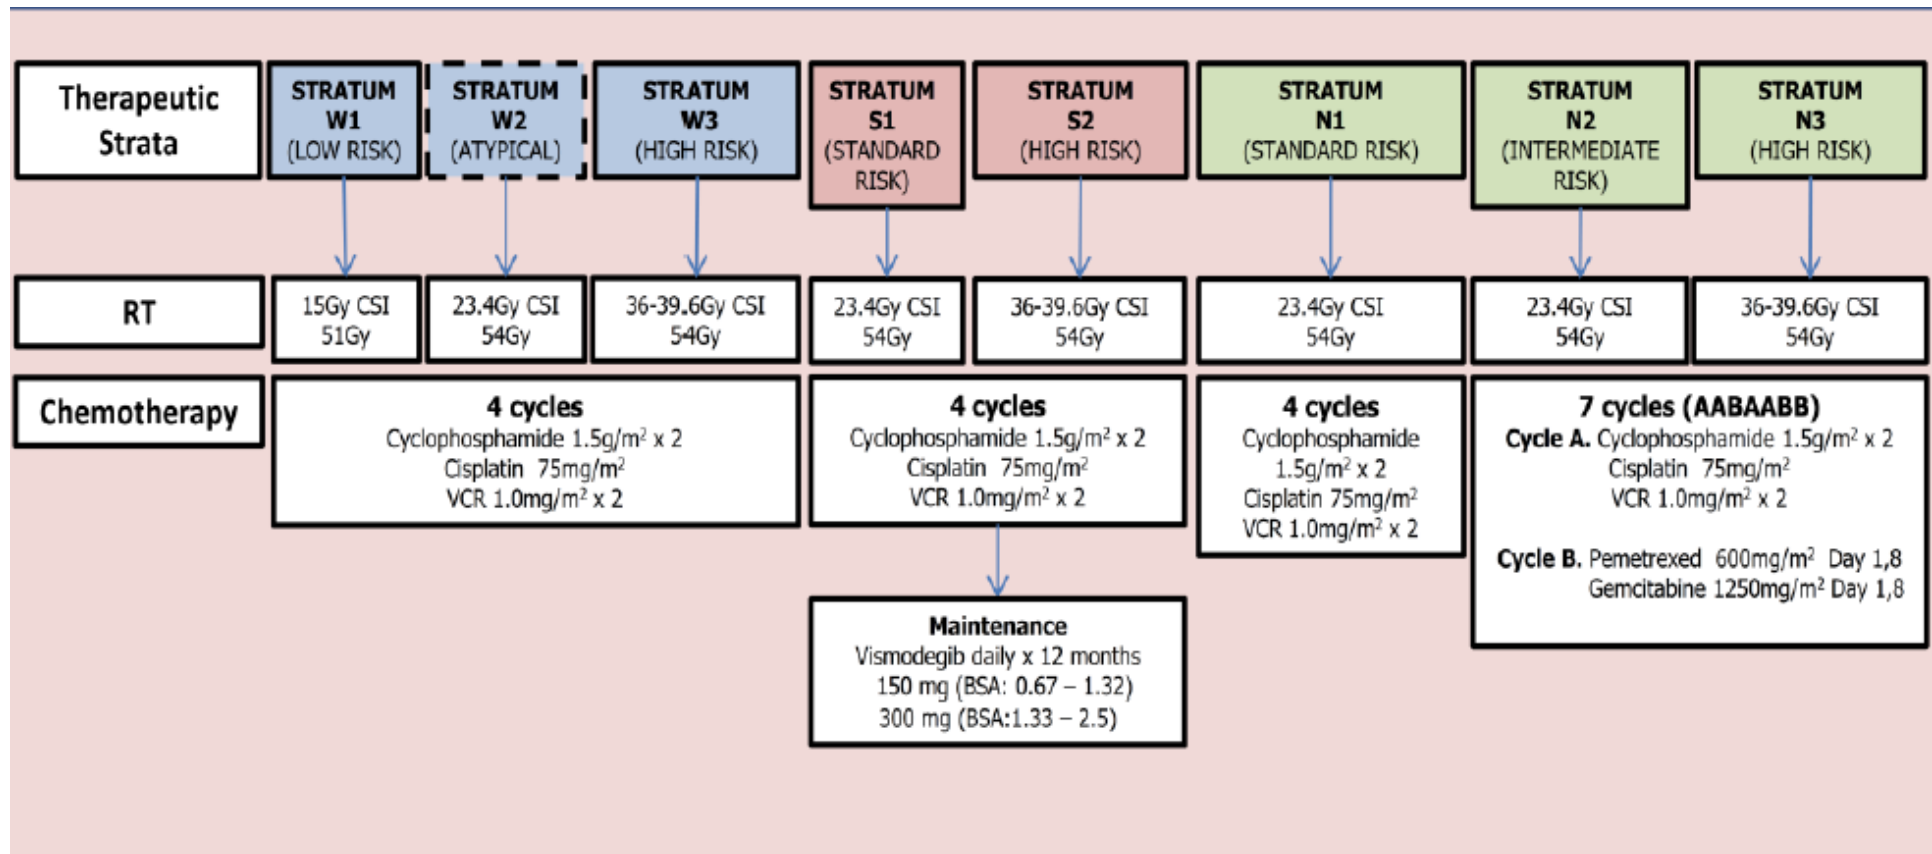 Therapeutic
Strata
STRATUM
W1
(LOW RISK)
STRATUM
W2
(ATYPICAL)
STRATUM
W3
(HIGH RISK)
STRATUM
S1
(STANDARD
RISK)
STRATUM
S2
(HIGH RISK)
STRATUM
N1
(STANDARD RISK)
STRATUM
N2
(INTERMEDIATE
RISK)
STRATUM
N3
(HIGH RISK)
RT
15Gy CSI
51Gy
23.4Gy CSI
54Gy
36-39.6Gy CSI
54Gy
23.4Gy CSI
54Gy
36-39.6Gy CSI
54Gy
23.4Gy CSI
54Gy
23.4Gy CSI
54Gy
36-39.6Gy CSI
54Gy
Chemotherapy
4 cycles
Cyclophosphamide 1.5g/m² x 2
Cisplatin 75mg/m²
VCR 1.0mg/m² x 2
4 cycles
Cyclophosphamide 1.5g/m² x 2
Cisplatin 75mg/m²
VCR 1.0mg/m² x 2
4 cycles
Cyclophosphamide
1.5g/m² x 2
Cisplatin 75mg/m²
VCR 1.0mg/m² x 2
7 cycles (AABAABB)
Cycle A. Cyclophosphamide 1.5g/m² x 2
Cisplatin 75mg/m²
VCR 1.0mg/m² x 2
Cycle B. Pemetrexed 600mg/m² Day 1,8
Gemcitabine 1250mg/m² Day 1,8
Maintenance
Vismodegib daily x 12 months
150 mg (BSA: 0.67 – 1.32)
300 mg (BSA:1.33 – 2.5)